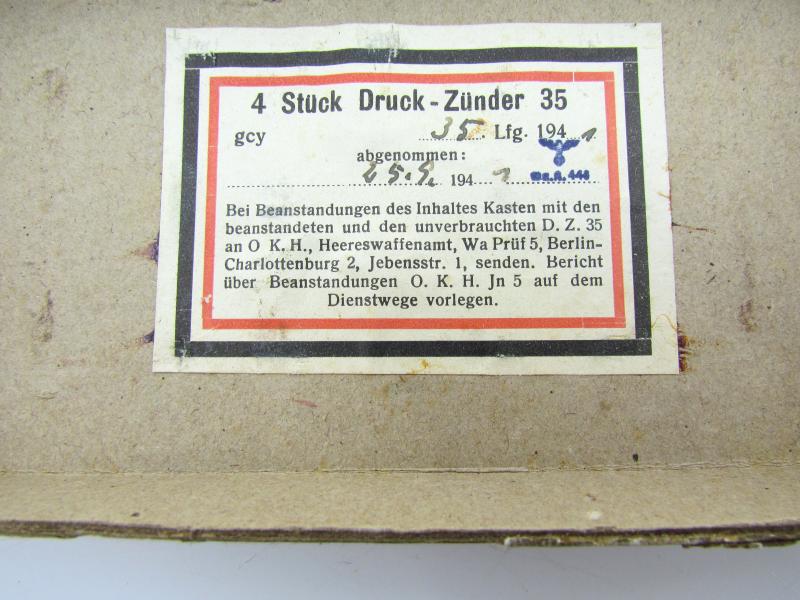 4 Stück Druck-Zünder 35
gcy 35. Lfg. 1941
abgenommen:
25.9. 1941 Wa.A. 444
Bei Beanstandungen des Inhaltes Kasten mit den
beanstandeten und den unverbrauchten D. Z. 35
an O K. H., Heereswaffenamt, Wa Prüf 5, Berlin-
Charlottenburg 2, Jebensstr. 1, senden. Bericht
über Beanstandungen O. K. H. Jn 5 auf dem
Dienstwege vorlegen.